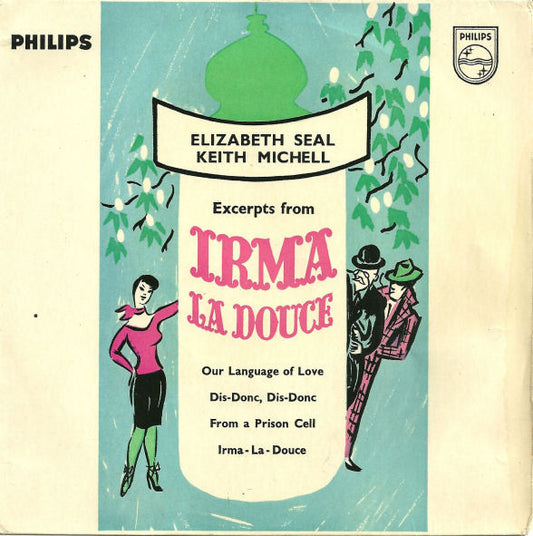 PHILIPS
PHILIPS
ELIZABETH SEAL
KEITH MICHELL
Excerpts from
IRMA
LA DOUCE
Our Language of Love
Dis-Donc, Dis-Donc
From a Prison Cell
Irma-La-Douce